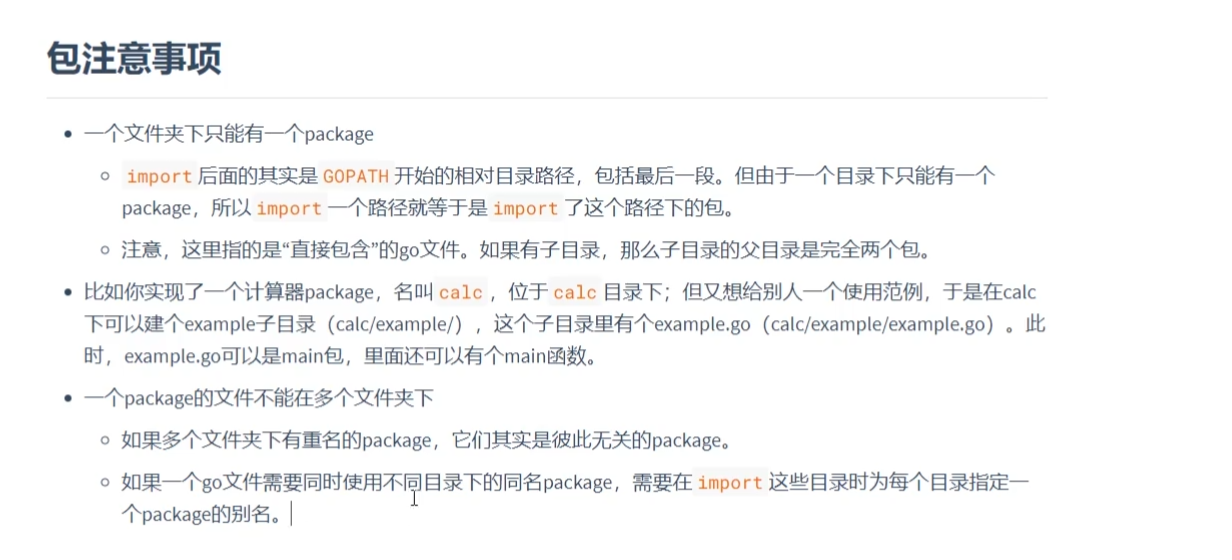 包注意事项
一个文件夹下只能有一个package
import 后面的其实是 GOPATH 开始的相对目录路径，包括最后一段。但由于一个目录下只能有一个
package，所以 import 一个路径就等于是 import 了这个路径下的包。
注意，这里指的是“直接包含”的go文件。如果有子目录，那么子目录的父目录是完全两个包。
比如你实现了一个计算器package，名叫 calc ，位于 calc 目录下；但又想给别人一个使用范例，于是在calc
下可以建个example子目录（calc/example/），这个子目录里有个example.go（calc/example/example.go）。此
时，example.go可以是main包，里面还可以有个main函数。
一个package的文件不能在多个文件夹下
如果多个文件夹下有重名的package，它们其实是彼此无关的package。
如果一个go文件需要同时使用不同目录下的同名package，需要在 import 这些目录时为每个目录指定一
个package的别名。